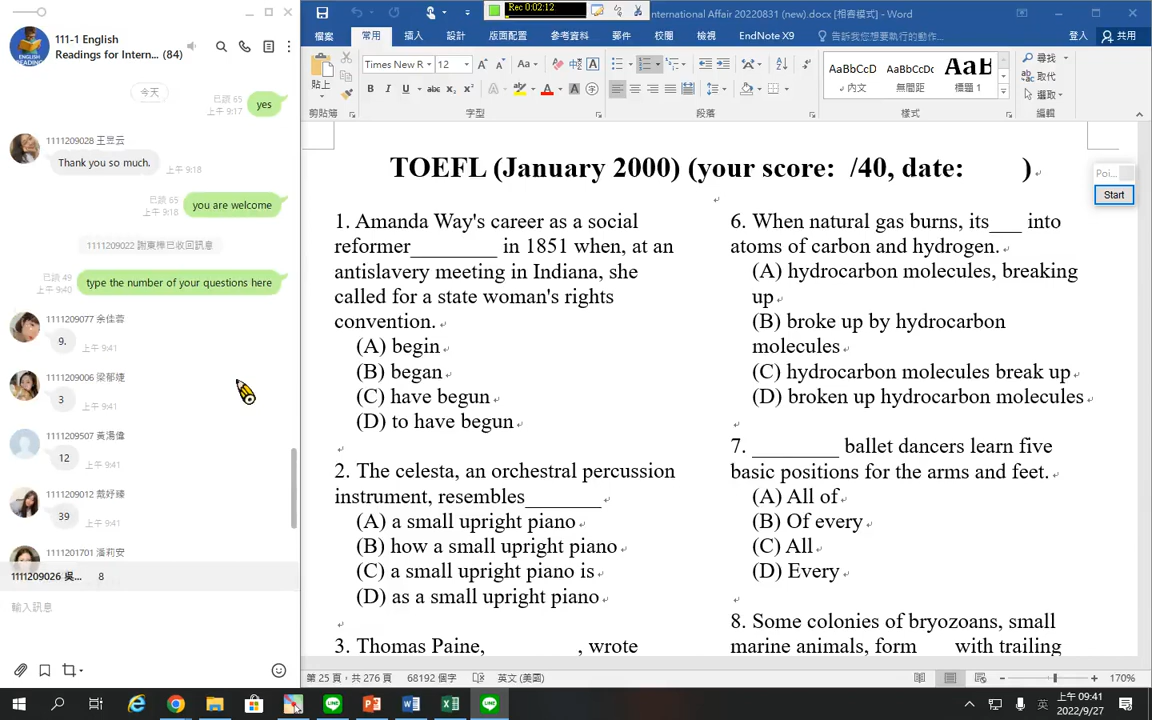 111-1 English
Readings for Intern... (84)
今天
已讀 65
上午 9:17
yes
1111209028 王昱云
Thank you so much.
上午 9:18
已讀 65
上午 9:18
you are welcome
1111209022 謝東樺已收回訊息
已讀 49
上午 9:40
type the number of your questions here
1111209077 余佳蓉
9.
上午 9:41
1111209006 梁郁婕
3
上午 9:41
1111209507 黃湯偉
12
上午 9:41
1111209012 戴妤臻
39
上午 9:41
1111201701 潘莉安
1111209026 吳... 8
輸入訊息
Rec 0:02:12
International Affair 20220831 (new).docx [相容模式] - Word
檔案 常用 插入 設計 版面配置 參考資料 郵件 校閱 檢視 EndNote X9 告訴我您想要執行的動作... 登入 共用
貼上
Times New R 12
AaBbCcD AaBbCcDc AaB
內文 無間距 標題 1
尋找
取代
選取
剪貼簿 字型 段落 樣式 編輯
TOEFL (January 2000) (your score: /40, date: )
Poi...
Start
1. Amanda Way's career as a social
reformer________ in 1851 when, at an
antislavery meeting in Indiana, she
called for a state woman's rights
convention.
(A) begin
(B) began
(C) have begun
(D) to have begun
2. The celesta, an orchestral percussion
instrument, resembles_______
(A) a small upright piano
(B) how a small upright piano
(C) a small upright piano is
(D) as a small upright piano
3. Thomas Paine, ________, wrote
6. When natural gas burns, its___ into
atoms of carbon and hydrogen.
(A) hydrocarbon molecules, breaking
up
(B) broke up by hydrocarbon
molecules
(C) hydrocarbon molecules break up
(D) broken up hydrocarbon molecules
7. ________ ballet dancers learn five
basic positions for the arms and feet.
(A) All of
(B) Of every
(C) All
(D) Every
8. Some colonies of bryozoans, small
marine animals, form ___ with trailing
第 25 頁，共 276 頁 68192 個字 英文 (美國) 170%
英
上午 09:41
2022/9/27